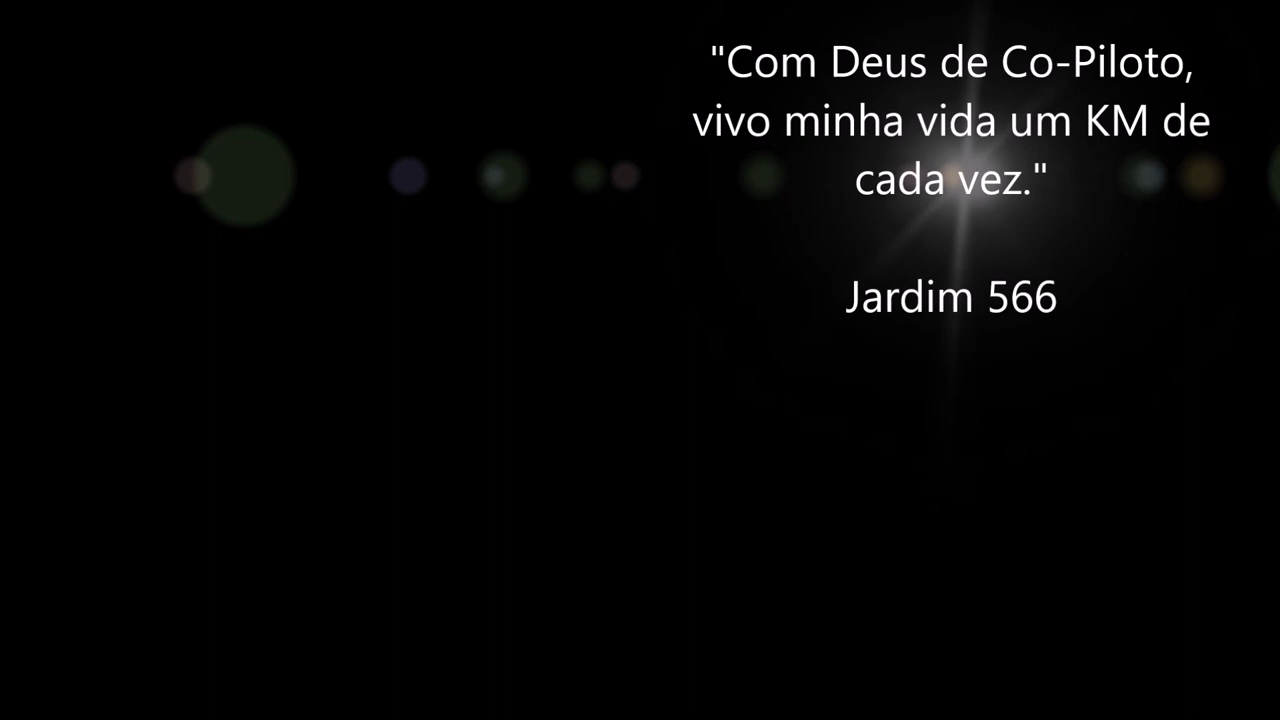 "Com Deus de Co-Piloto,
vivo minha vida um KM de
cada vez."
Jardim 566